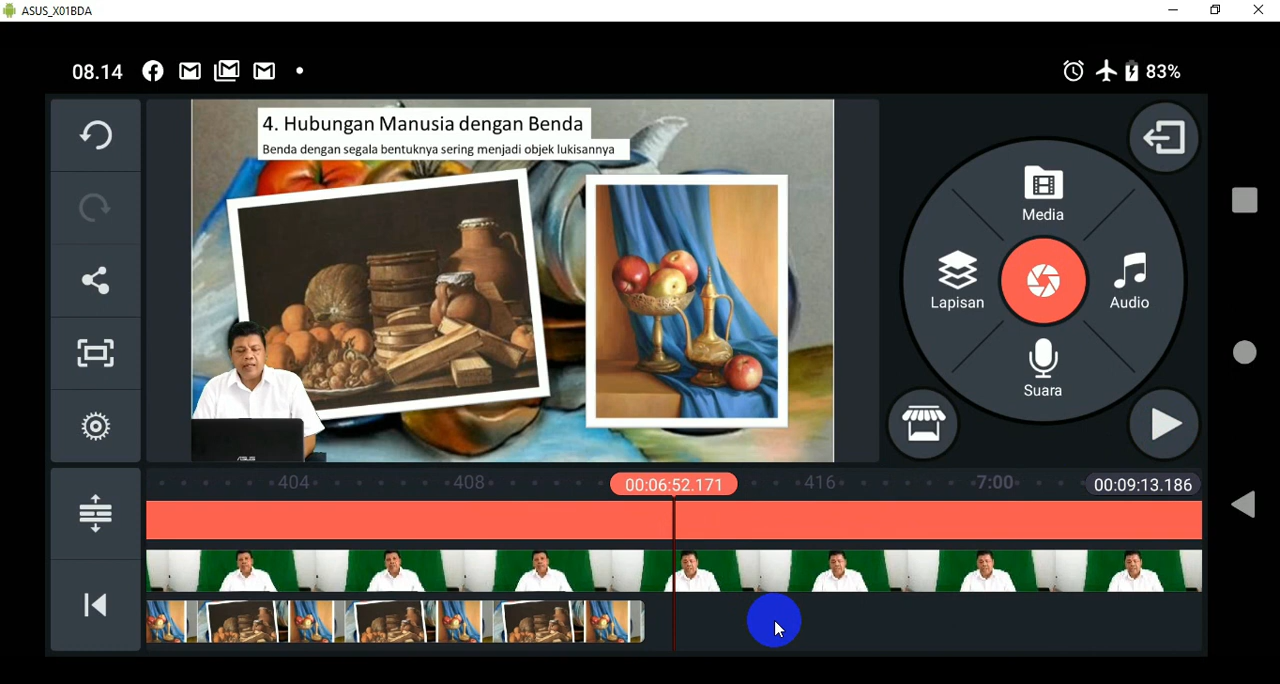 ASUS_X01BDA
08.14
83%
4. Hubungan Manusia dengan Benda
Benda dengan segala bentuknya sering menjadi objek lukisannya
Media
Lapisan
Audio
Suara
ASUS
404
408
00:06:52.171
416
7:00
00:09:13.186